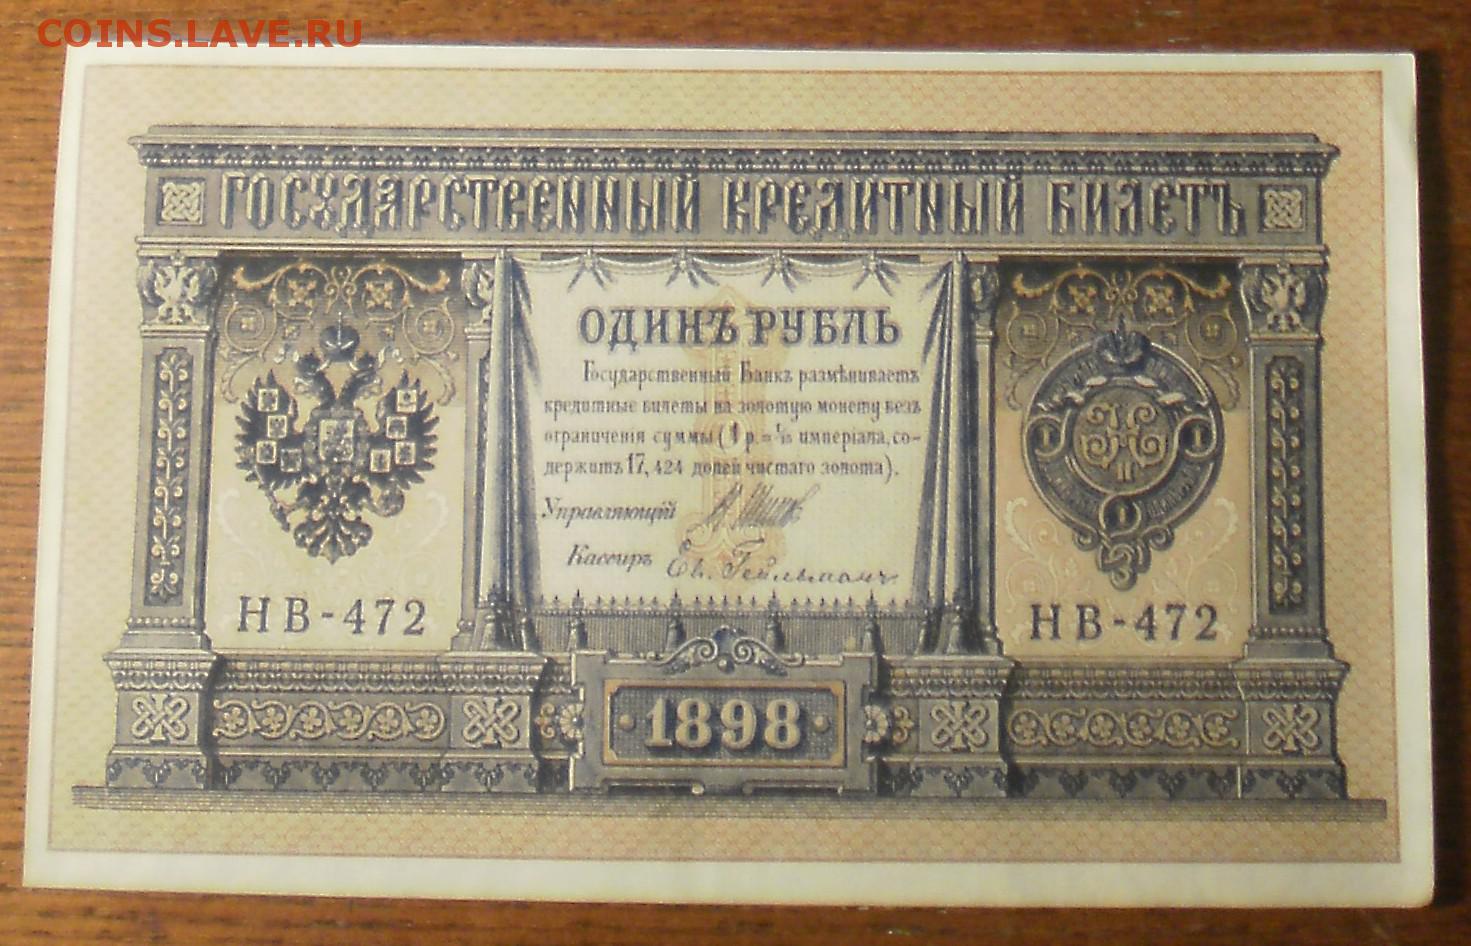 COINS.LAVE.RU
ГОСУДАРСТВЕННЫЙ КРЕДИТНЫЙ БИЛЕТЪ
ОДИНЪ РУБЛЬ
Государственный Банкъ размѣниваетъ
кредитные билеты на золотую монету безъ
ограниченія суммы (1 р. = 1/15 имперіала, со-
держитъ 17,424 долей чистаго золота).
Управляющій
Кассиръ
НВ-472
НВ-472
1898